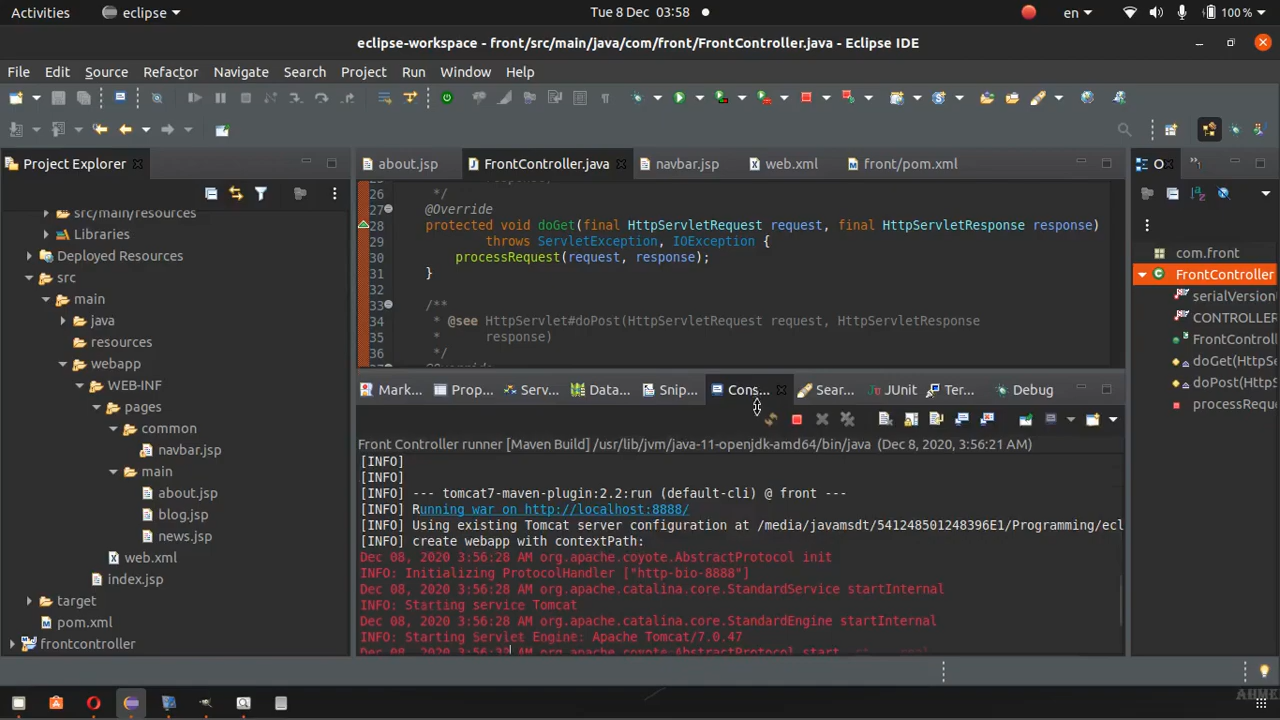 Activities
eclipse
Tue 8 Dec 03:58
en
100 %
eclipse-workspace - front/src/main/java/com/front/FrontController.java - Eclipse IDE
File Edit Source Refactor Navigate Search Project Run Window Help
Project Explorer
about.jsp
FrontController.java
navbar.jsp
web.xml
front/pom.xml
src/main/resources
Libraries
Deployed Resources
src
main
java
resources
webapp
WEB-INF
pages
common
navbar.jsp
main
about.jsp
blog.jsp
news.jsp
web.xml
index.jsp
target
pom.xml
frontcontroller
26 */
27 @Override
28 protected void doGet(final HttpServletRequest request, final HttpServletResponse response)
29 throws ServletException, IOException {
30 processRequest(request, response);
31 }
32
33 /**
34 * @see HttpServlet#doPost(HttpServletRequest request, HttpServletResponse
35 * response)
36 */
Mark... Prop... Serv... Data... Snip... Cons... Sear... JUnit Ter... Debug
Front Controller runner [Maven Build] /usr/lib/jvm/java-11-openjdk-amd64/bin/java (Dec 8, 2020, 3:56:21 AM)
[INFO]
[INFO]
[INFO] --- tomcat7-maven-plugin:2.2:run (default-cli) @ front ---
[INFO] Running war on http://localhost:8888/
[INFO] Using existing Tomcat server configuration at /media/javamsdt/541248501248396E1/Programming/ecl
[INFO] create webapp with contextPath:
Dec 08, 2020 3:56:28 AM org.apache.coyote.AbstractProtocol init
INFO: Initializing ProtocolHandler ["http-bio-8888"]
Dec 08, 2020 3:56:28 AM org.apache.catalina.core.StandardService startInternal
INFO: Starting service Tomcat
Dec 08, 2020 3:56:28 AM org.apache.catalina.core.StandardEngine startInternal
INFO: Starting Servlet Engine: Apache Tomcat/7.0.47
AM org.apache.coyote.AbstractProtocol start
O
com.front
FrontController
serialVersion
CONTROLLER
FrontControll
doGet(HttpS
doPost(Http
processRequ